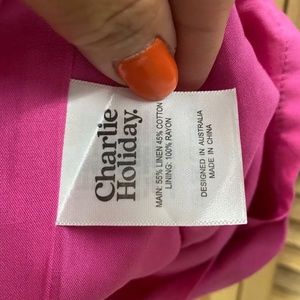 Charlie
Holiday.
MAIN: 55% LINEN 45% COTTON
LINING: 100% RAYON
DESIGNED IN AUSTRALIA
MADE IN CHINA